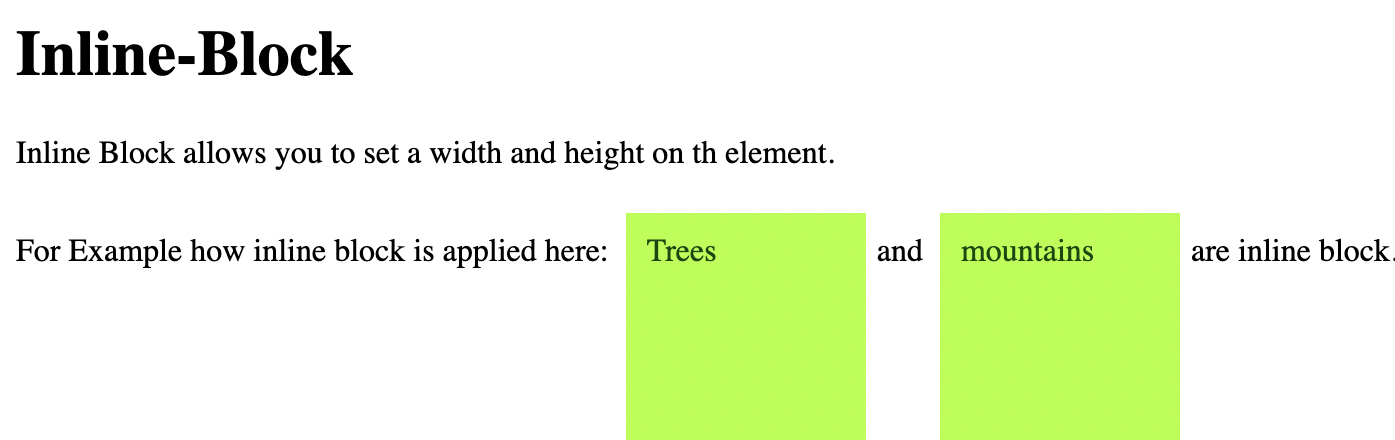 Inline-Block
Inline Block allows you to set a width and height on th element.
For Example how inline block is applied here: Trees and mountains are inline block.